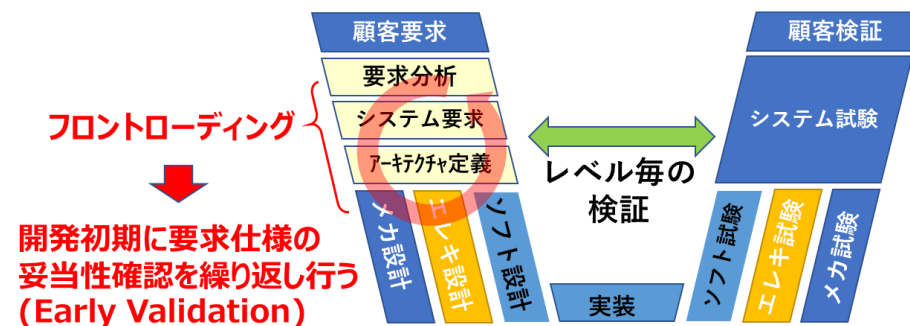 顧客要求
顧客検証
要求分析
システム要求
アーキテクチャ定義
システム試験
フロントローディング
レベル毎の
検証
開発初期に要求仕様の
妥当性確認を繰り返し行う
(Early Validation)
メカ設計
エレキ設計
ソフト設計
実装
ソフト試験
エレキ試験
メカ試験